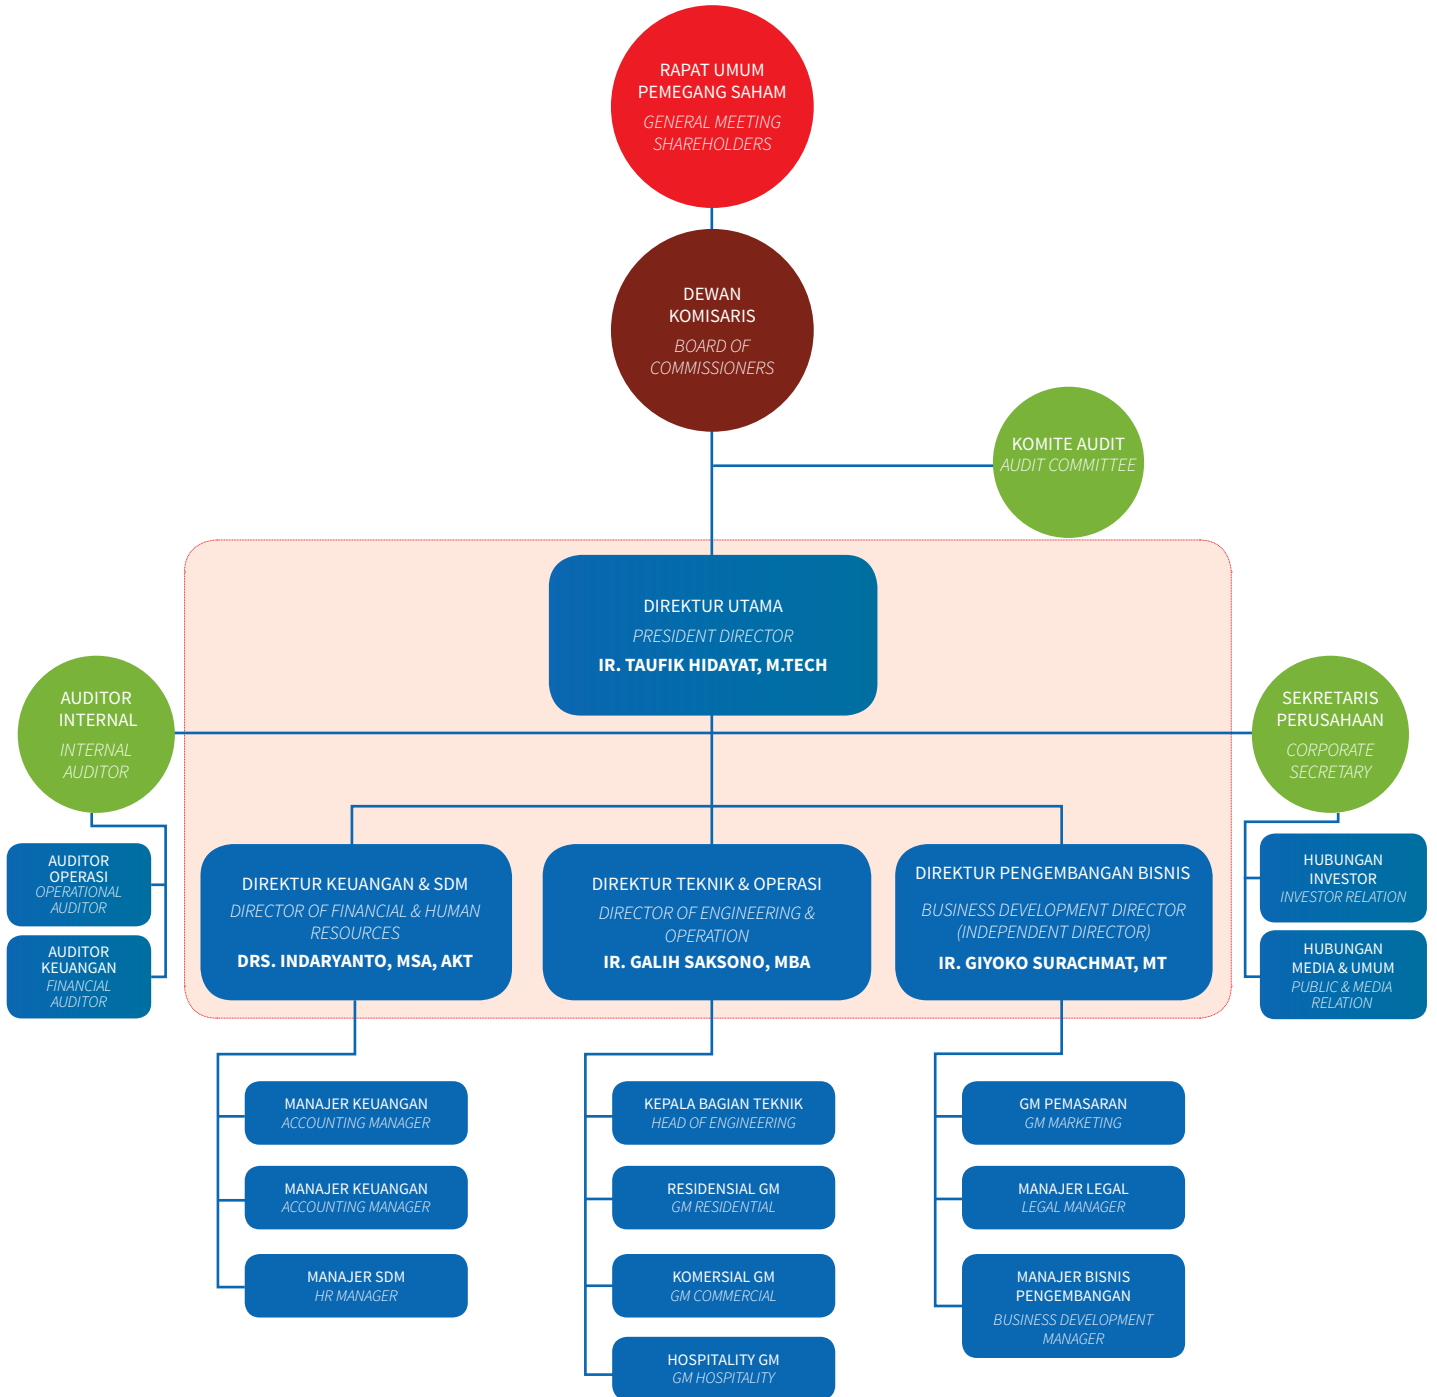 RAPAT UMUM
PEMEGANG SAHAM
GENERAL MEETING
SHAREHOLDERS
DEWAN
KOMISARIS
BOARD OF
COMMISSIONERS
KOMITE AUDIT
AUDIT COMMITTEE
DIREKTUR UTAMA
PRESIDENT DIRECTOR
IR. TAUFIK HIDAYAT, M.TECH
AUDITOR
INTERNAL
INTERNAL
AUDITOR
SEKRETARIS
PERUSAHAAN
CORPORATE
SECRETARY
AUDITOR
OPERASI
OPERATIONAL
AUDITOR
AUDITOR
KEUANGAN
FINANCIAL
AUDITOR
DIREKTUR KEUANGAN & SDM
DIRECTOR OF FINANCIAL & HUMAN
RESOURCES
DRS. INDARYANTO, MSA, AKT
DIREKTUR TEKNIK & OPERASI
DIRECTOR OF ENGINEERING &
OPERATION
IR. GALIH SAKSONO, MBA
DIREKTUR PENGEMBANGAN BISNIS
BUSINESS DEVELOPMENT DIRECTOR
(INDEPENDENT DIRECTOR)
IR. GIYOKO SURACHMAT, MT
HUBUNGAN
INVESTOR
INVESTOR RELATION
HUBUNGAN
MEDIA & UMUM
PUBLIC & MEDIA
RELATION
MANAJER KEUANGAN
ACCOUNTING MANAGER
MANAJER KEUANGAN
ACCOUNTING MANAGER
MANAJER SDM
HR MANAGER
KEPALA BAGIAN TEKNIK
HEAD OF ENGINEERING
RESIDENSIAL GM
GM RESIDENTIAL
KOMERSIAL GM
GM COMMERCIAL
HOSPITALITY GM
GM HOSPITALITY
GM PEMASARAN
GM MARKETING
MANAJER LEGAL
LEGAL MANAGER
MANAJER BISNIS
PENGEMBANGAN
BUSINESS DEVELOPMENT
MANAGER